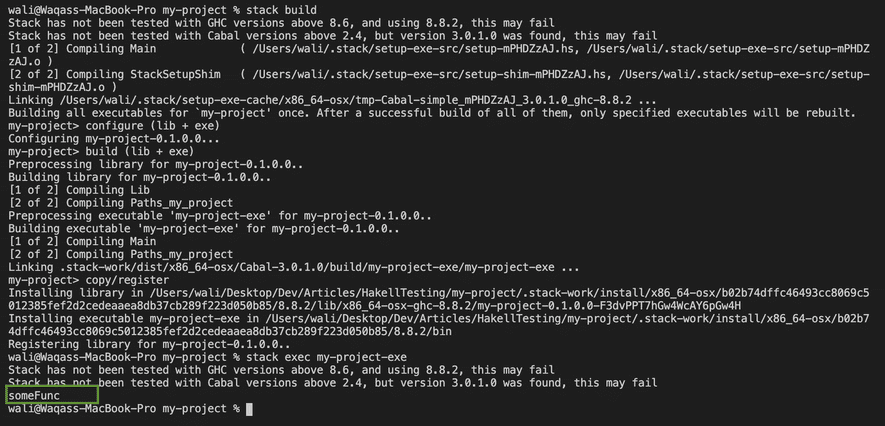 wali@Waqass-MacBook-Pro my-project % stack build
Stack has not been tested with GHC versions above 8.6, and using 8.8.2, this may fail
Stack has not been tested with Cabal versions above 2.4, but version 3.0.1.0 was found, this may fail
[1 of 2] Compiling Main             ( /Users/wali/.stack/setup-exe-src/setup-mPHDZzAJ.hs, /Users/wali/.stack/setup-exe-src/setup-mPHDZ
zAJ.o )
[2 of 2] Compiling StackSetupShim   ( /Users/wali/.stack/setup-exe-src/setup-shim-mPHDZzAJ.hs, /Users/wali/.stack/setup-exe-src/setup-
shim-mPHDZzAJ.o )
Linking /Users/wali/.stack/setup-exe-cache/x86_64-osx/tmp-Cabal-simple_mPHDZzAJ_3.0.1.0_ghc-8.8.2 ...
Building all executables for `my-project' once. After a successful build of all of them, only specified executables will be rebuilt.
my-project> configure (lib + exe)
Configuring my-project-0.1.0.0...
my-project> build (lib + exe)
Preprocessing library for my-project-0.1.0.0..
Building library for my-project-0.1.0.0..
[1 of 2] Compiling Lib
[2 of 2] Compiling Paths_my_project
Preprocessing executable 'my-project-exe' for my-project-0.1.0.0..
Building executable 'my-project-exe' for my-project-0.1.0.0..
[1 of 2] Compiling Main
[2 of 2] Compiling Paths_my_project
Linking .stack-work/dist/x86_64-osx/Cabal-3.0.1.0/build/my-project-exe/my-project-exe ...
my-project> copy/register
Installing library in /Users/wali/Desktop/Dev/Articles/HakellTesting/my-project/.stack-work/install/x86_64-osx/b02b74dffc46493cc8069c5
012385fef2d2cedeaaea8db37cb289f223d050b85/8.8.2/lib/x86_64-osx-ghc-8.8.2/my-project-0.1.0.0-F3dvPPT7hGw4WcAY6pGw4H
Installing executable my-project-exe in /Users/wali/Desktop/Dev/Articles/HakellTesting/my-project/.stack-work/install/x86_64-osx/b02b7
4dffc46493cc8069c5012385fef2d2cedeaaea8db37cb289f223d050b85/8.8.2/bin
Registering library for my-project-0.1.0.0..
wali@Waqass-MacBook-Pro my-project % stack exec my-project-exe
Stack has not been tested with GHC versions above 8.6, and using 8.8.2, this may fail
Stack has not been tested with Cabal versions above 2.4, but version 3.0.1.0 was found, this may fail
someFunc
wali@Waqass-MacBook-Pro my-project %